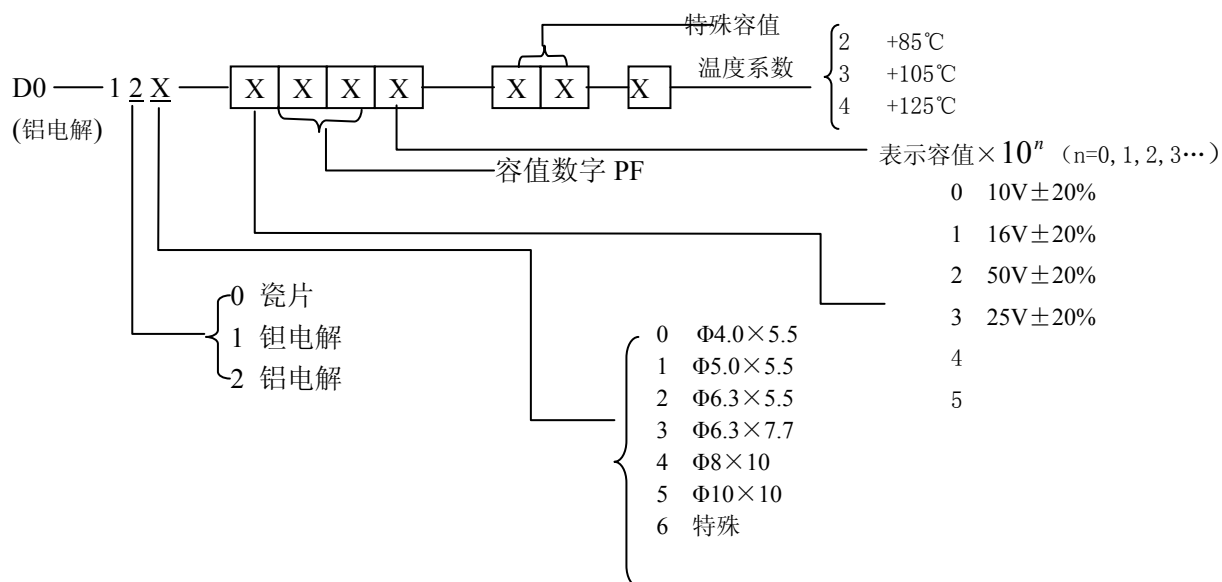 特殊容值
2 +85℃
温度系数
3 +105℃
4 +125℃
D0 1 2 X X X X X X X X
(铝电解)
表示容值×10ⁿ （n=0,1,2,3…）
容值数字 PF
0 10V±20%
1 16V±20%
2 50V±20%
3 25V±20%
4
5
0 瓷片
1 钽电解
2 铝电解
0 Φ4.0×5.5
1 Φ5.0×5.5
2 Φ6.3×5.5
3 Φ6.3×7.7
4 Φ8×10
5 Φ10×10
6 特殊